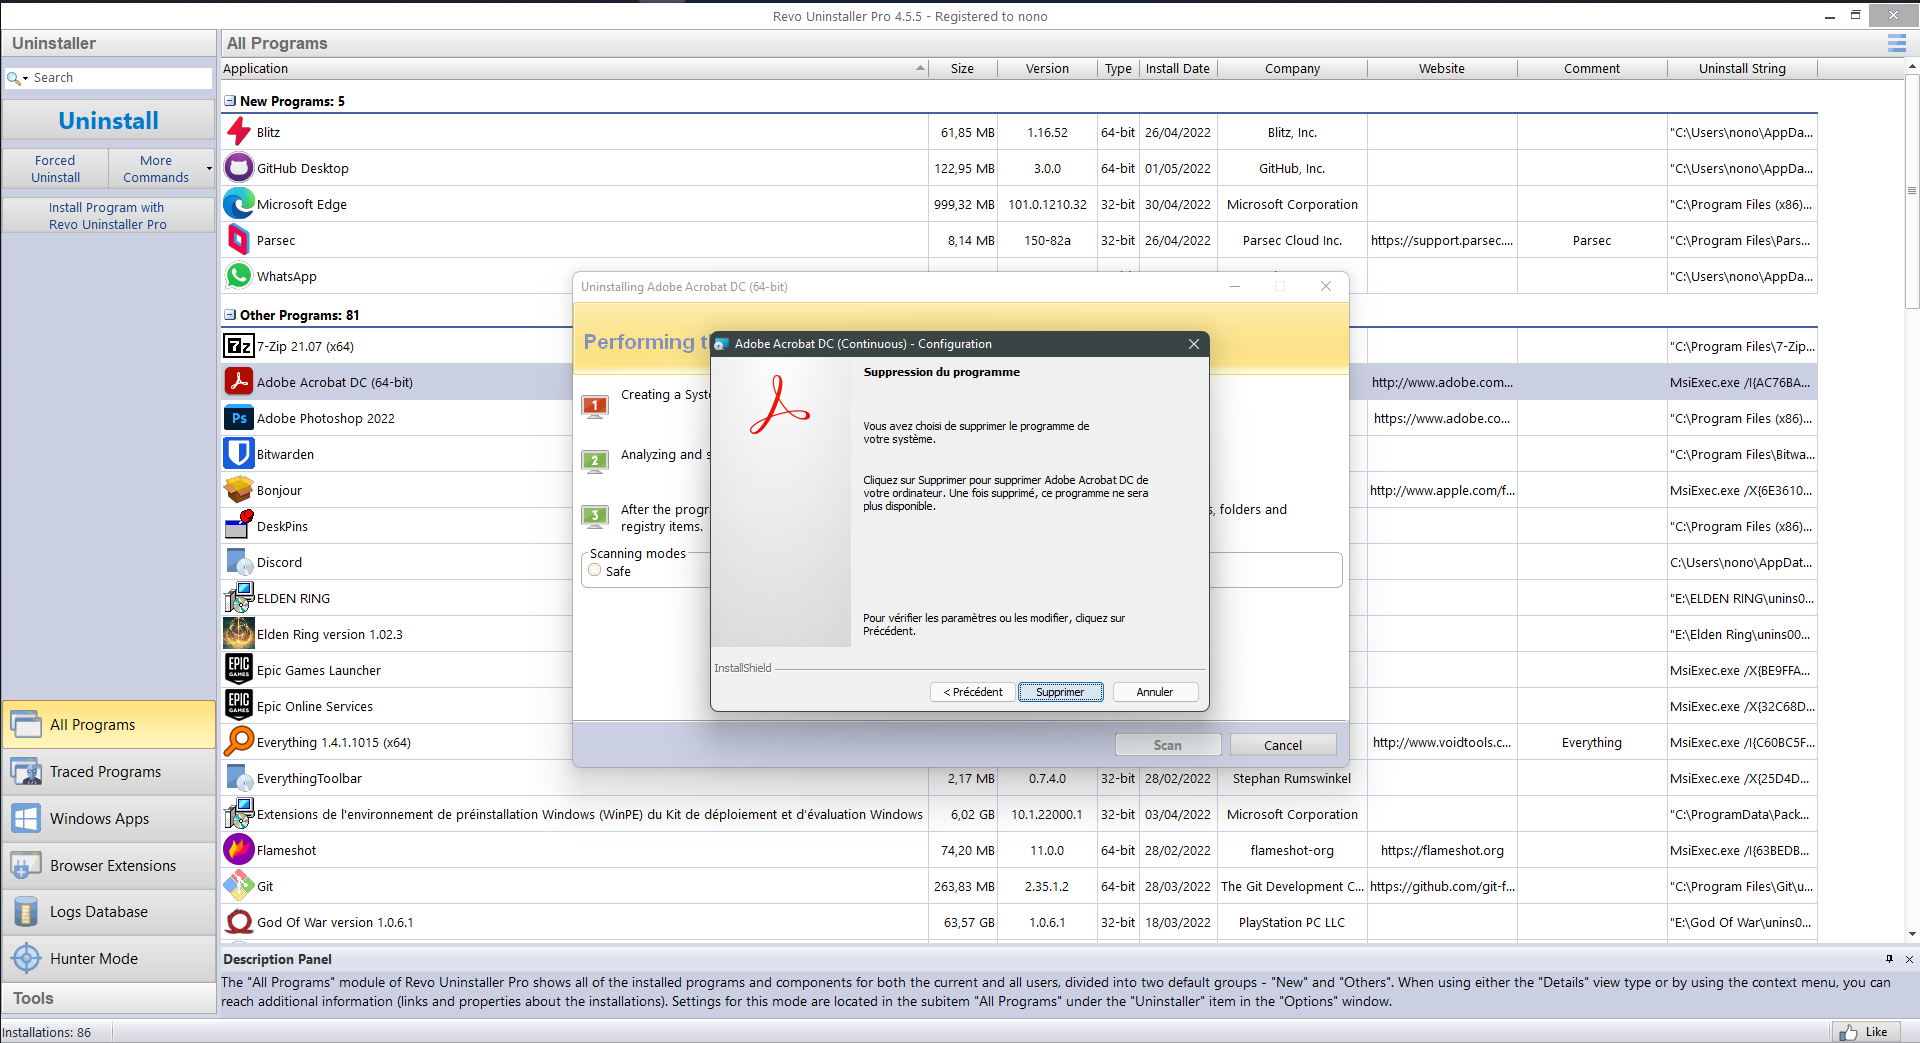 Revo Uninstaller Pro 4.5.5 - Registered to nono
Uninstaller
All Programs
Search
Uninstall
Forced Uninstall
More Commands
Install Program with
Revo Uninstaller Pro
Application Size Version Type Install Date Company Website Comment Uninstall String
New Programs: 5
Blitz 61,85 MB 1.16.52 64-bit 26/04/2022 Blitz, Inc. "C:\Users\nono\AppDa...
GitHub Desktop 122,95 MB 3.0.0 64-bit 01/05/2022 GitHub, Inc. "C:\Users\nono\AppDa...
Microsoft Edge 999,32 MB 101.0.1210.32 32-bit 30/04/2022 Microsoft Corporation "C:\Program Files (x86)...
Parsec 8,14 MB 150-82a 32-bit 26/04/2022 Parsec Cloud Inc. https://support.parsec.... Parsec "C:\Program Files\Pars...
WhatsApp "C:\Users\nono\AppDa...
Other Programs: 81
7z 7-Zip 21.07 (x64) "C:\Program Files\7-Zip...
Adobe Acrobat DC (64-bit) http://www.adobe.com... MsiExec.exe /I{AC76BA...
Ps Adobe Photoshop 2022 https://www.adobe.co... "C:\Program Files (x86)...
Bitwarden "C:\Program Files\Bitwa...
Bonjour http://www.apple.com/f... MsiExec.exe /X{6E3610...
DeskPins "C:\Program Files (x86)...
Discord C:\Users\nono\AppDat...
ELDEN RING "E:\ELDEN RING\unins0...
Elden Ring version 1.02.3 "E:\Elden Ring\unins00...
EPIC GAMES Epic Games Launcher MsiExec.exe /X{BE9FFA...
EPIC GAMES Epic Online Services MsiExec.exe /X{32C68D...
Everything 1.4.1.1015 (x64) http://www.voidtools.c... Everything MsiExec.exe /I{C60BC5F...
EverythingToolbar 2,17 MB 0.7.4.0 32-bit 28/02/2022 Stephan Rumswinkel MsiExec.exe /X{25D4D...
Extensions de l'environnement de préinstallation Windows (WinPE) du Kit de déploiement et d'évaluation Windows 6,02 GB 10.1.22000.1 32-bit 03/04/2022 Microsoft Corporation "C:\ProgramData\Pack...
Flameshot 74,20 MB 11.0.0 64-bit 28/02/2022 flameshot-org https://flameshot.org MsiExec.exe /I{63BEDB...
Git 263,83 MB 2.35.1.2 64-bit 28/03/2022 The Git Development C... https://github.com/git-f... "C:\Program Files\Git\u...
God Of War version 1.0.6.1 63,57 GB 1.0.6.1 32-bit 18/03/2022 PlayStation PC LLC "E:\God Of War\unins0...
Uninstalling Adobe Acrobat DC (64-bit)
Performing t
1 Creating a Syst
2 Analyzing and s
3 After the progr s, folders and
registry items.
Scanning modes
Safe
Scan
Cancel
Adobe Acrobat DC (Continuous) - Configuration
Suppression du programme
Vous avez choisi de supprimer le programme de
votre système.
Cliquez sur Supprimer pour supprimer Adobe Acrobat DC de
votre ordinateur. Une fois supprimé, ce programme ne sera
plus disponible.
Pour vérifier les paramètres ou les modifier, cliquez sur
Précédent.
InstallShield
< Précédent
Supprimer
Annuler
All Programs
Traced Programs
Windows Apps
Browser Extensions
Logs Database
Hunter Mode
Tools
Description Panel
The "All Programs" module of Revo Uninstaller Pro shows all of the installed programs and components for both the current and all users, divided into two default groups - "New" and "Others". When using either the "Details" view type or by using the context menu, you can
reach additional information (links and properties about the installations). Settings for this mode are located in the subitem "All Programs" under the "Uninstaller" item in the "Options" window.
Installations: 86
Like